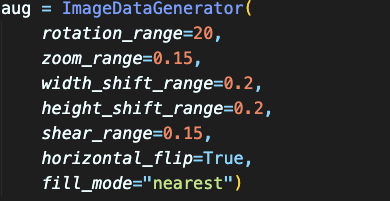 aug = ImageDataGenerator(
    rotation_range=20,
    zoom_range=0.15,
    width_shift_range=0.2,
    height_shift_range=0.2,
    shear_range=0.15,
    horizontal_flip=True,
    fill_mode="nearest")